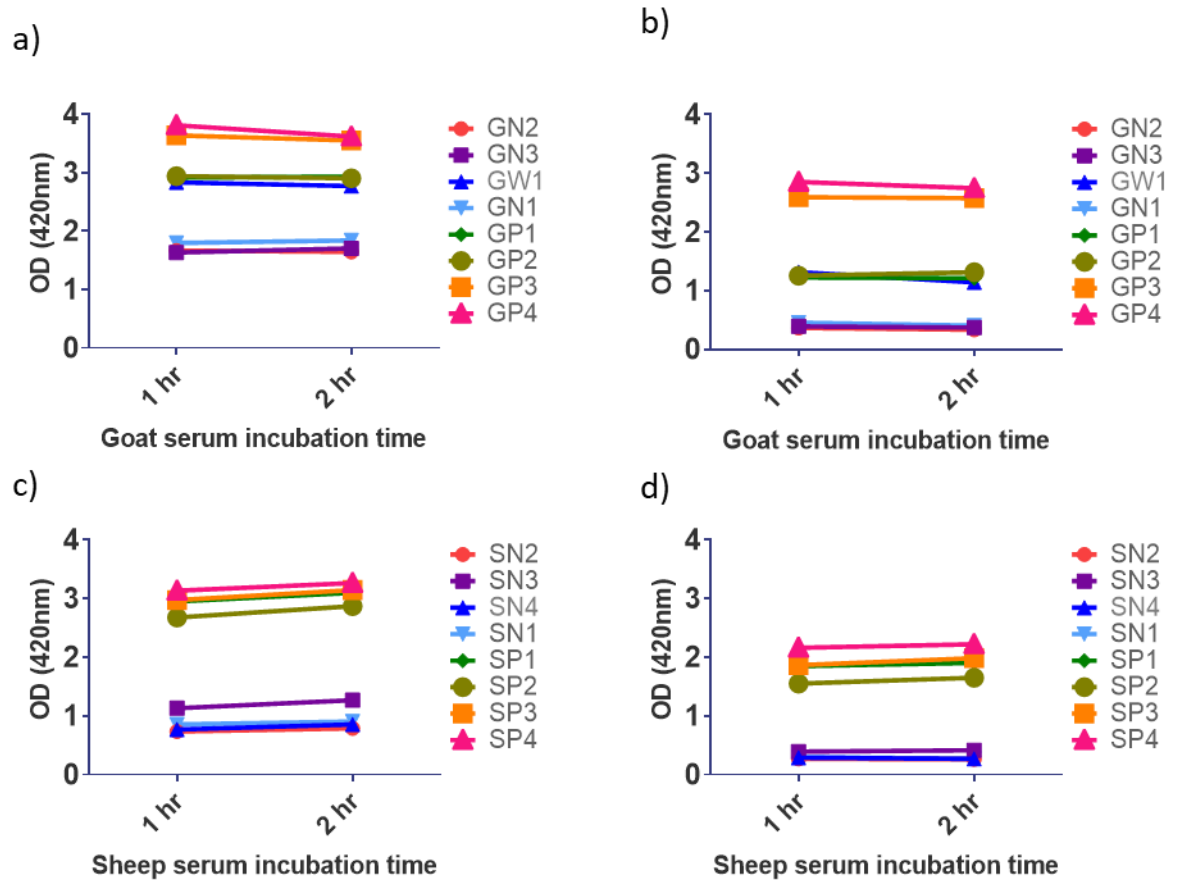 a)
OD (420nm)
4
3
2
1
0
1 hr
2 hr
Goat serum incubation time
GN2
GN3
GW1
GN1
GP1
GP2
GP3
GP4
b)
OD (420nm)
4
3
2
1
0
1 hr
2 hr
Goat serum incubation time
GN2
GN3
GW1
GN1
GP1
GP2
GP3
GP4
c)
OD (420nm)
4
3
2
1
0
1 hr
2 hr
Sheep serum incubation time
SN2
SN3
SN4
SN1
SP1
SP2
SP3
SP4
d)
OD (420nm)
4
3
2
1
0
1 hr
2 hr
Sheep serum incubation time
SN2
SN3
SN4
SN1
SP1
SP2
SP3
SP4